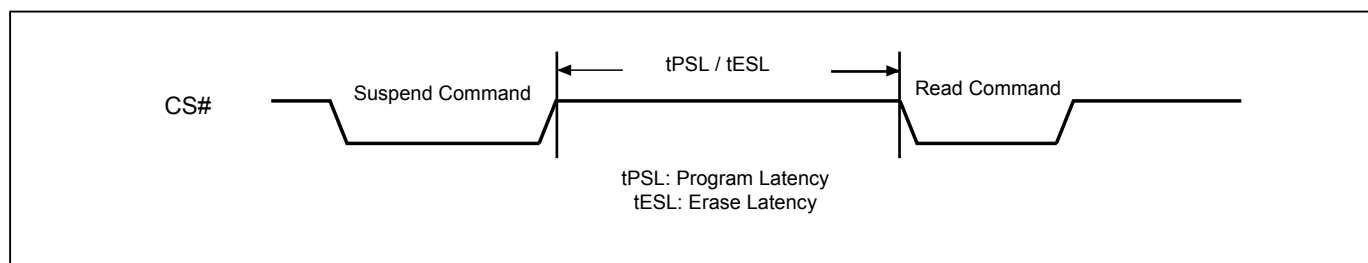 tPSL / tESL
Suspend Command
Read Command
CS#
tPSL: Program Latency
tESL: Erase Latency